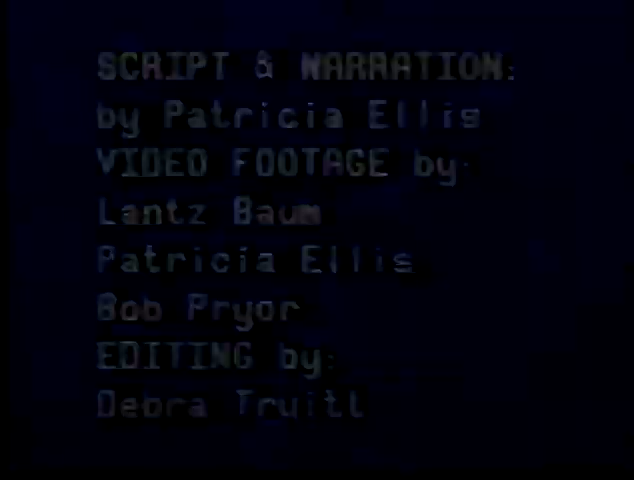 SCRIPT & NARRATION:
by Patricia Ellis
VIDEO FOOTAGE by:
Lantz Baum
Patricia Ellis
Bob Pryor
EDITING by:
Debra Truitt